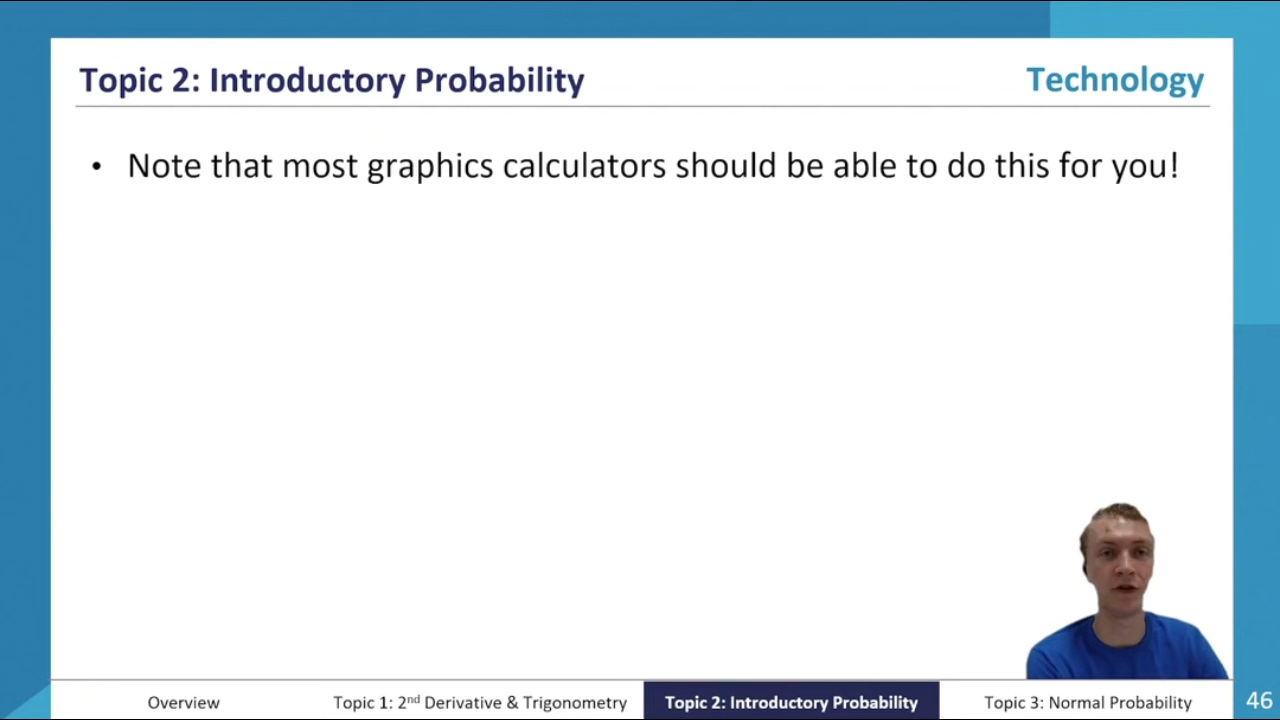 Topic 2: Introductory Probability
Technology
• Note that most graphics calculators should be able to do this for you!
Overview
Topic 1: 2nd Derivative & Trigonometry
Topic 2: Introductory Probability
Topic 3: Normal Probability
46